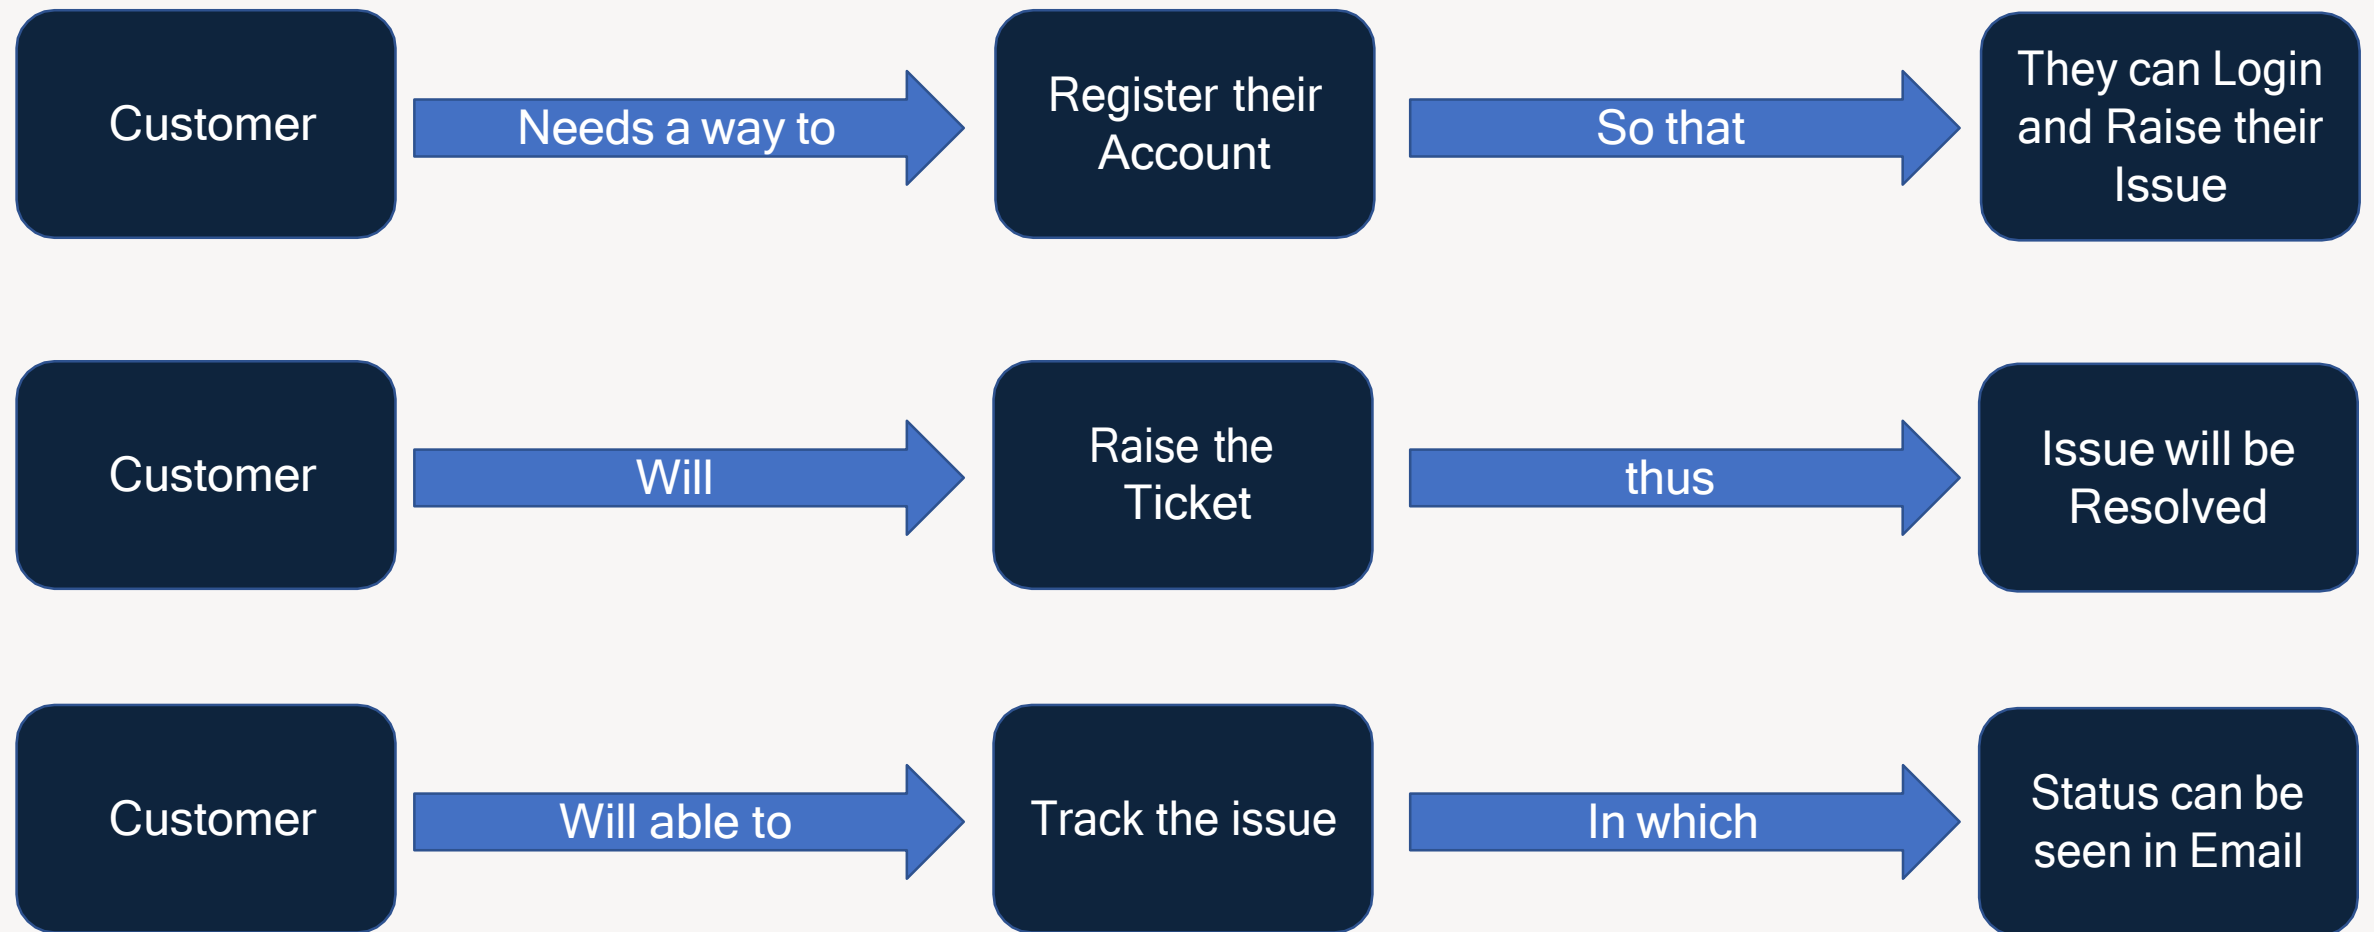 Customer
Needs a way to
Register their
Account
So that
They can Login
and Raise their
Issue
Customer
Will
Raise the
Ticket
thus
Issue will be
Resolved
Customer
Will able to
Track the issue
In which
Status can be
seen in Email